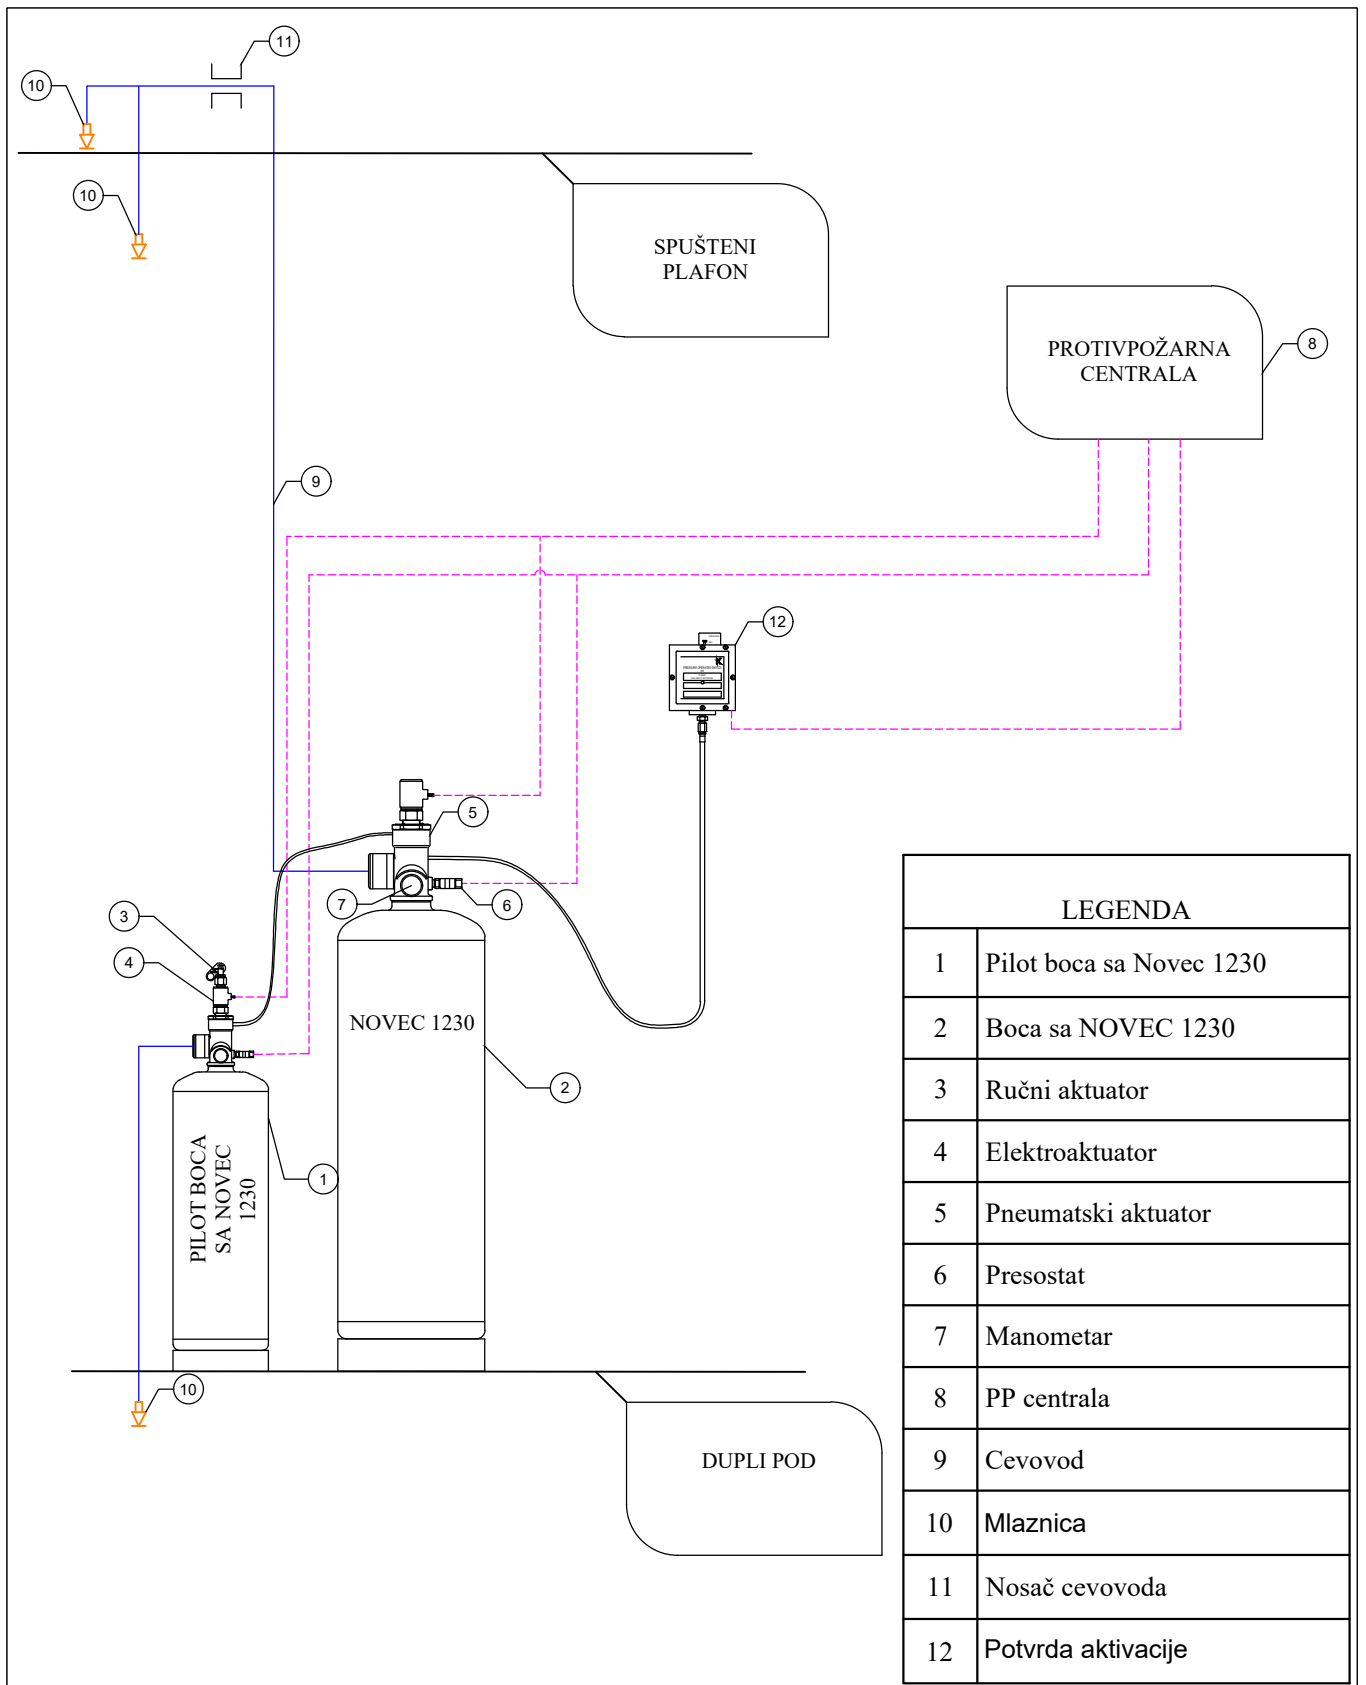 11
10
10
SPUŠTENI
PLAFON
PROTIVPOŽARNA
CENTRALA
8
9
12
5
7
6
3
4
NOVEC 1230
2
PILOT BOCA
SA NOVEC
1230
1
10
DUPLI POD
LEGENDA
1 Pilot boca sa Novec 1230
2 Boca sa NOVEC 1230
3 Ručni aktuator
4 Elektroaktuator
5 Pneumatski aktuator
6 Presostat
7 Manometar
8 PP centrala
9 Cevovod
10 Mlaznica
11 Nosač cevovoda
12 Potvrda aktivacije